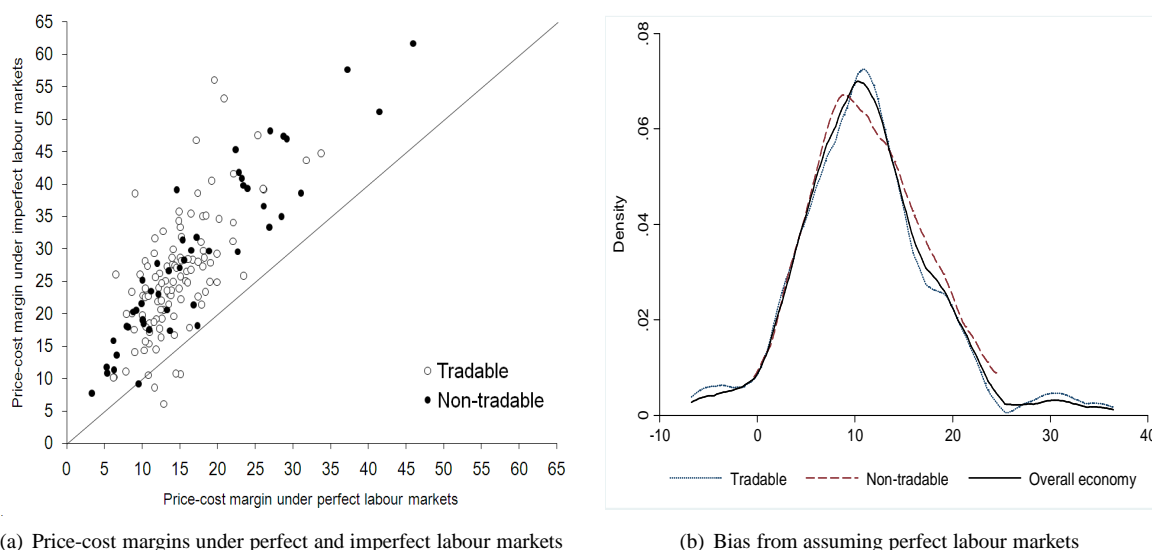 65
60
55
50
45
40
35
30
25
20
15
10
5
0
Price-cost margin under imperfect labour markets
0 5 10 15 20 25 30 35 40 45 50 55 60 65
Price-cost margin under perfect labour markets
Tradable
Non-tradable
(a) Price-cost margins under perfect and imperfect labour markets
.08
.06
.04
.02
0
Density
-10 0 10 20 30 40
Tradable Non-tradable Overall economy
(b) Bias from assuming perfect labour markets